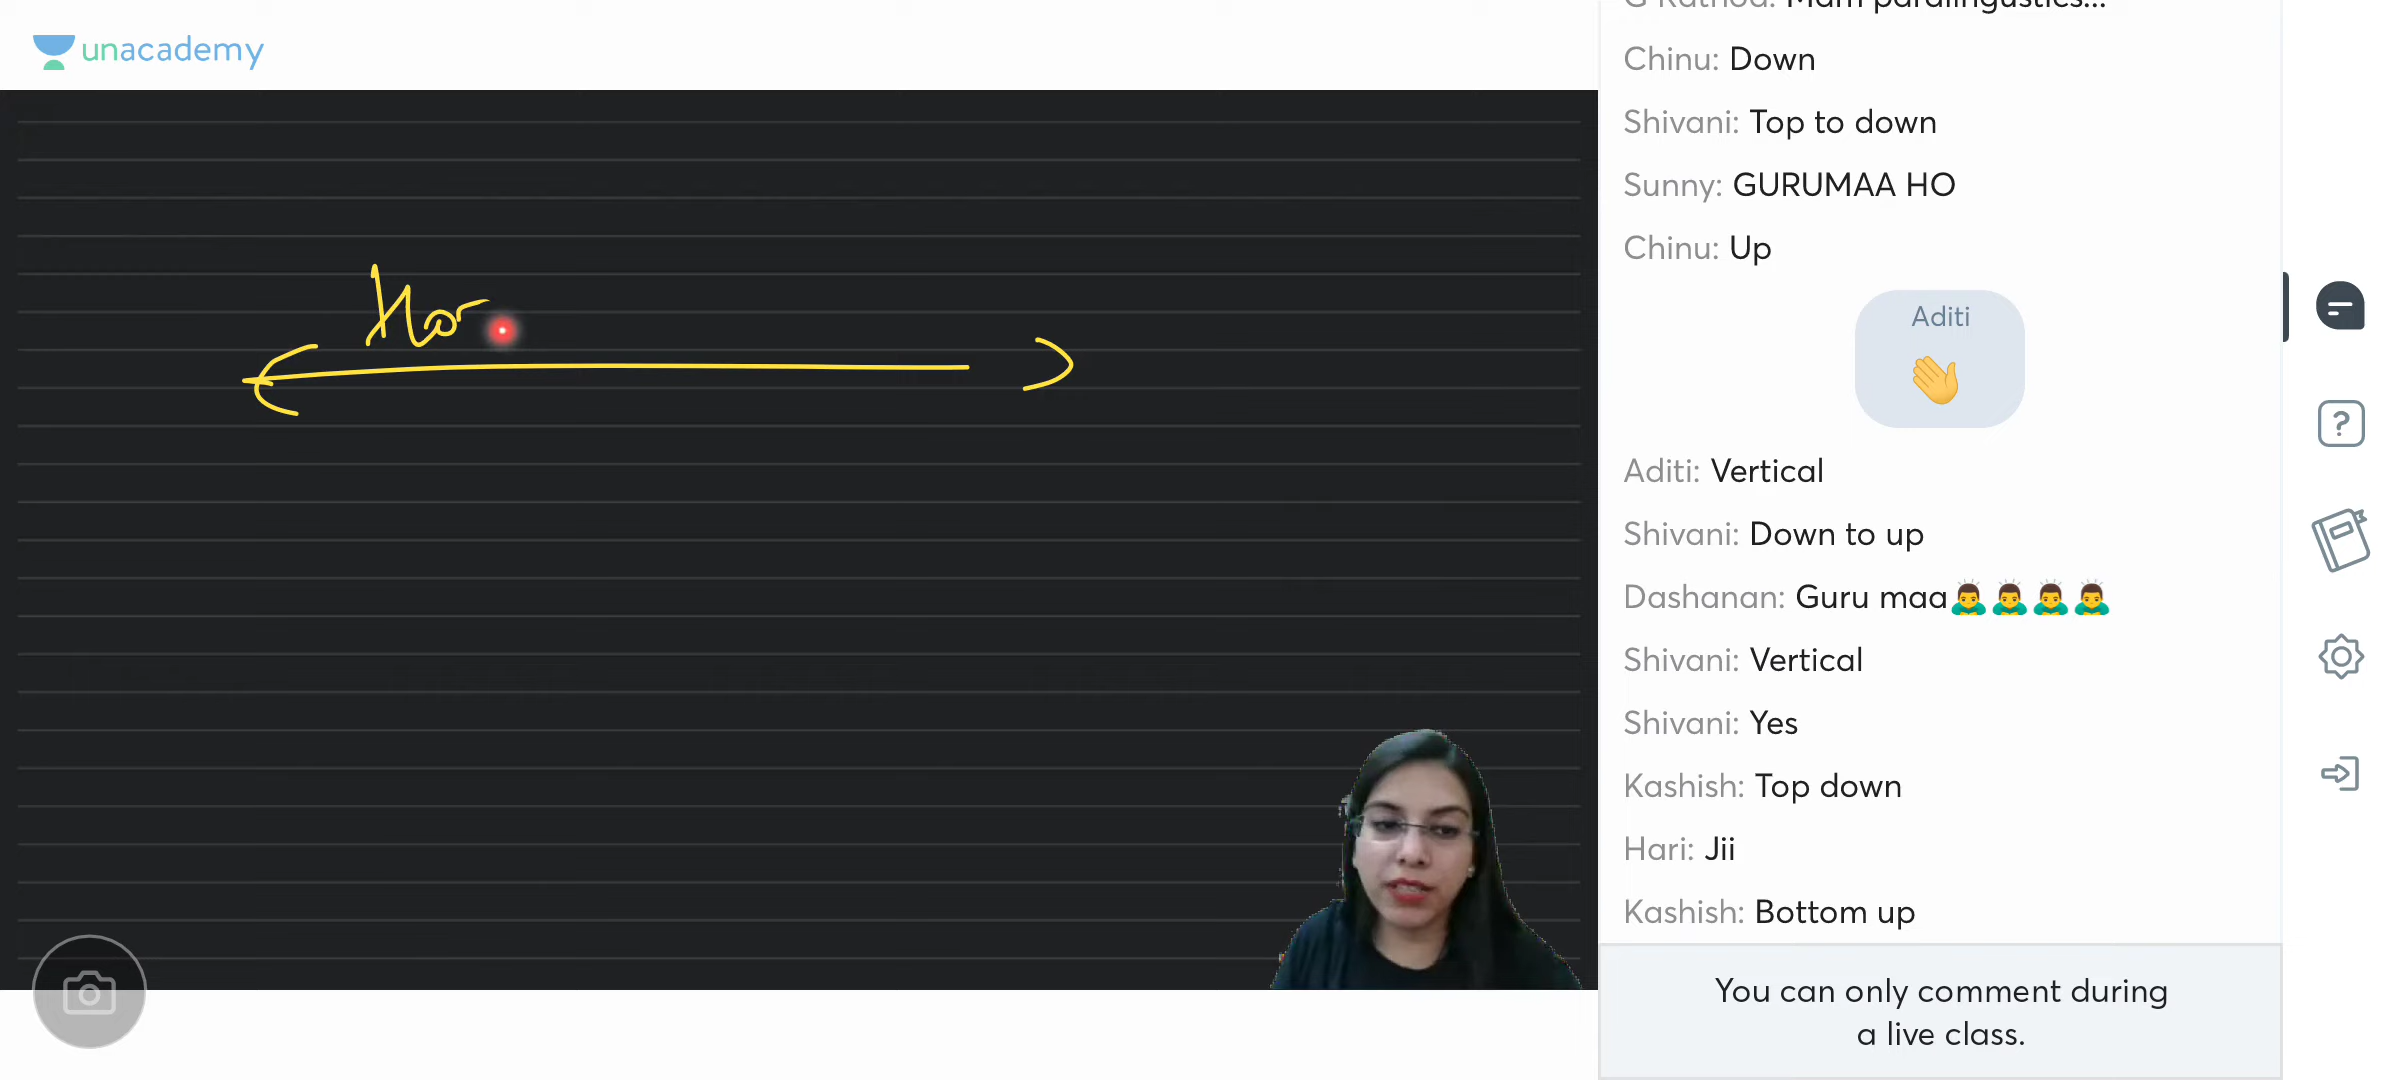 unacademy
Hor
Chinu: Down
Shivani: Top to down
Sunny: GURUMAA HO
Chinu: Up
Aditi
Aditi: Vertical
Shivani: Down to up
Dashanan: Guru maa🙇‍♂️🙇‍♂️🙇‍♂️🙇‍♂️
Shivani: Vertical
Shivani: Yes
Kashish: Top down
Hari: Jii
Kashish: Bottom up
You can only comment during
a live class.
?